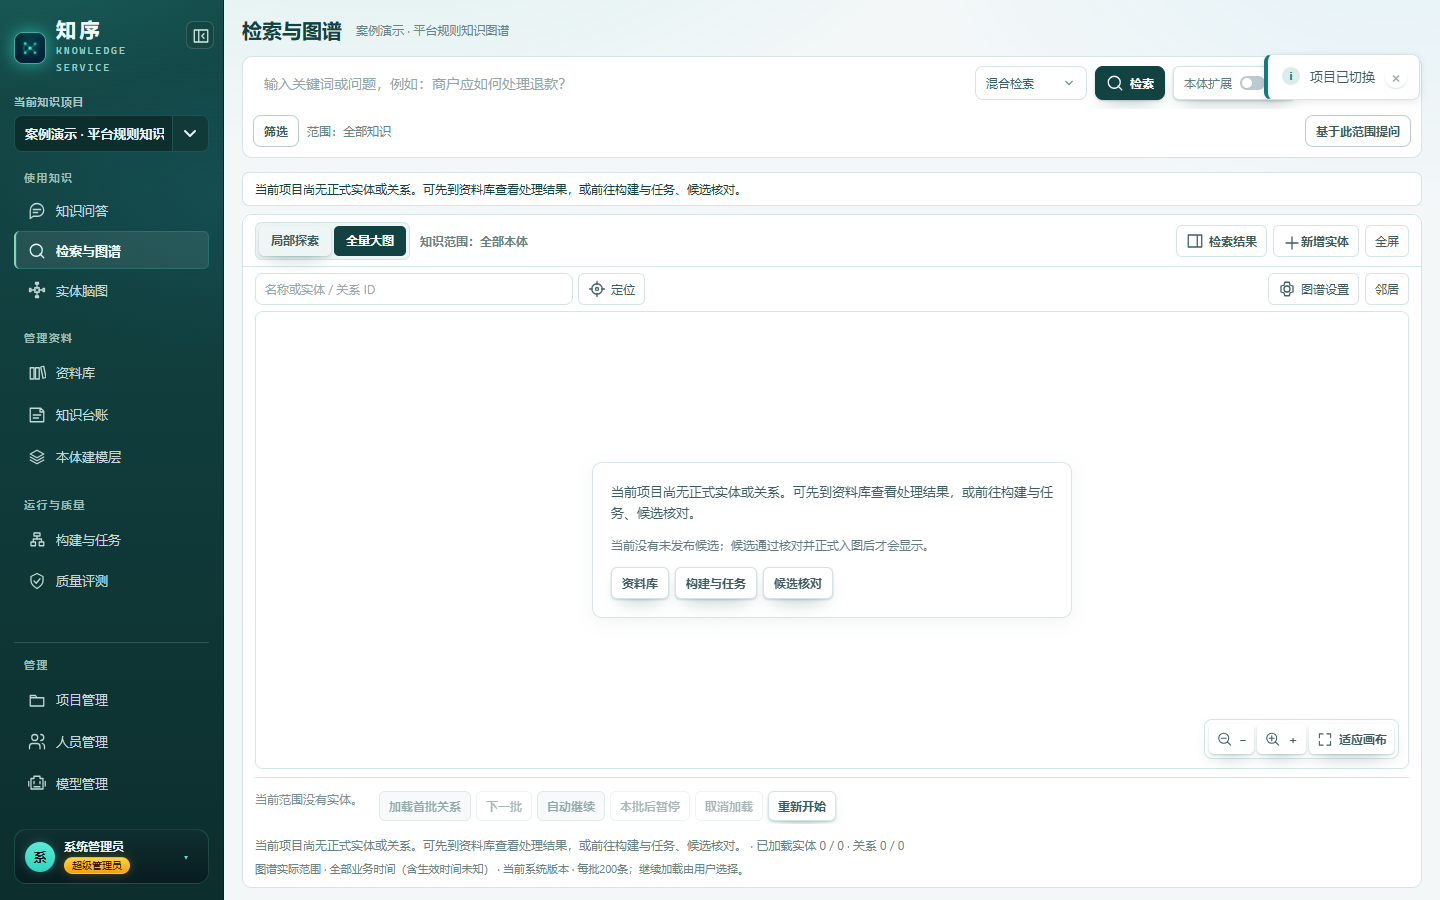 知序
KNOWLEDGE
SERVICE
当前知识项目
案例演示 · 平台规则知识
使用知识
知识问答
检索与图谱
实体脑图
管理资料
资料库
知识台账
本体建模层
运行与质量
构建与任务
质量评测
管理
项目管理
人员管理
模型管理
系
系统管理员
超级管理员
检索与图谱
案例演示 · 平台规则知识图谱
输入关键词或问题，例如：商户应如何处理退款？
混合检索
检索
本体扩展
项目已切换
筛选
范围：全部知识
基于此范围提问
当前项目尚无正式实体或关系。可先到资料库查看处理结果，或前往构建与任务、候选核对。
局部探索
全量大图
知识范围：全部本体
检索结果
新增实体
全屏
名称或实体 / 关系 ID
定位
图谱设置
邻居
当前项目尚无正式实体或关系。可先到资料库查看处理结果，或前往构建与任
务、候选核对。
当前没有未发布候选；候选通过核对并正式入图后才会显示。
资料库
构建与任务
候选核对
−
+
适应画布
当前范围没有实体。
加载首批关系
下一批
自动继续
本批后暂停
取消加载
重新开始
当前项目尚无正式实体或关系。可先到资料库查看处理结果，或前往构建与任务、候选核对。 · 已加载实体 0 / 0 · 关系 0 / 0
图谱实际范围 · 全部业务时间（含生效时间未知） · 当前系统版本 · 每批200条；继续加载由用户选择。